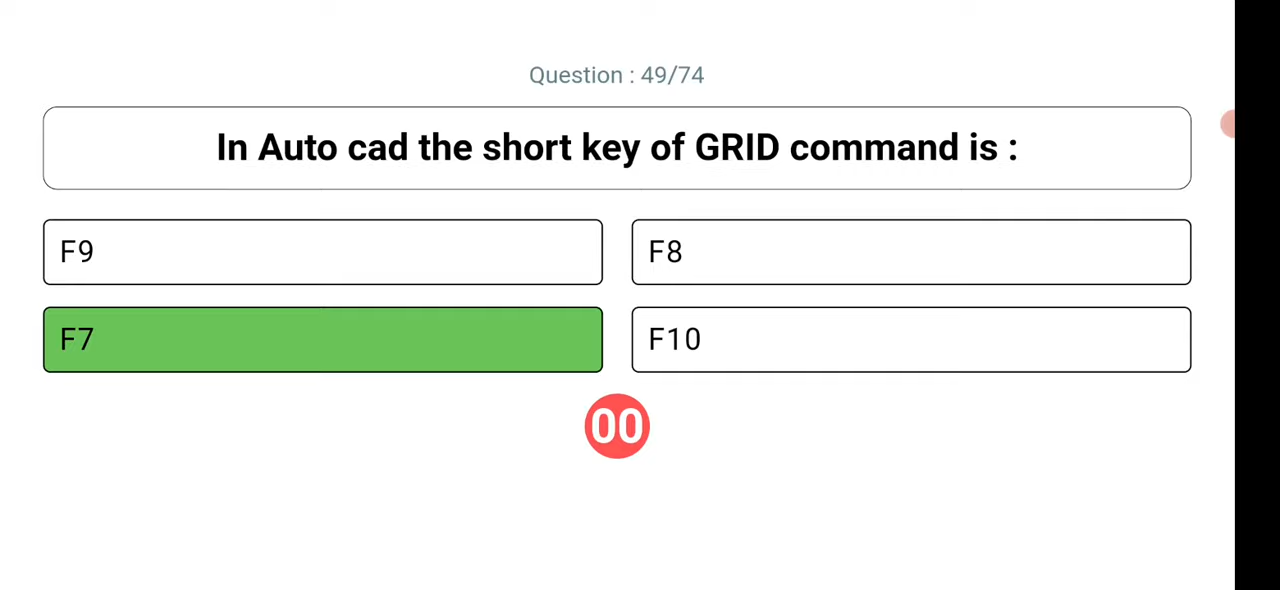 Question : 49/74
In Auto cad the short key of GRID command is :
F9
F8
F7
F10
00